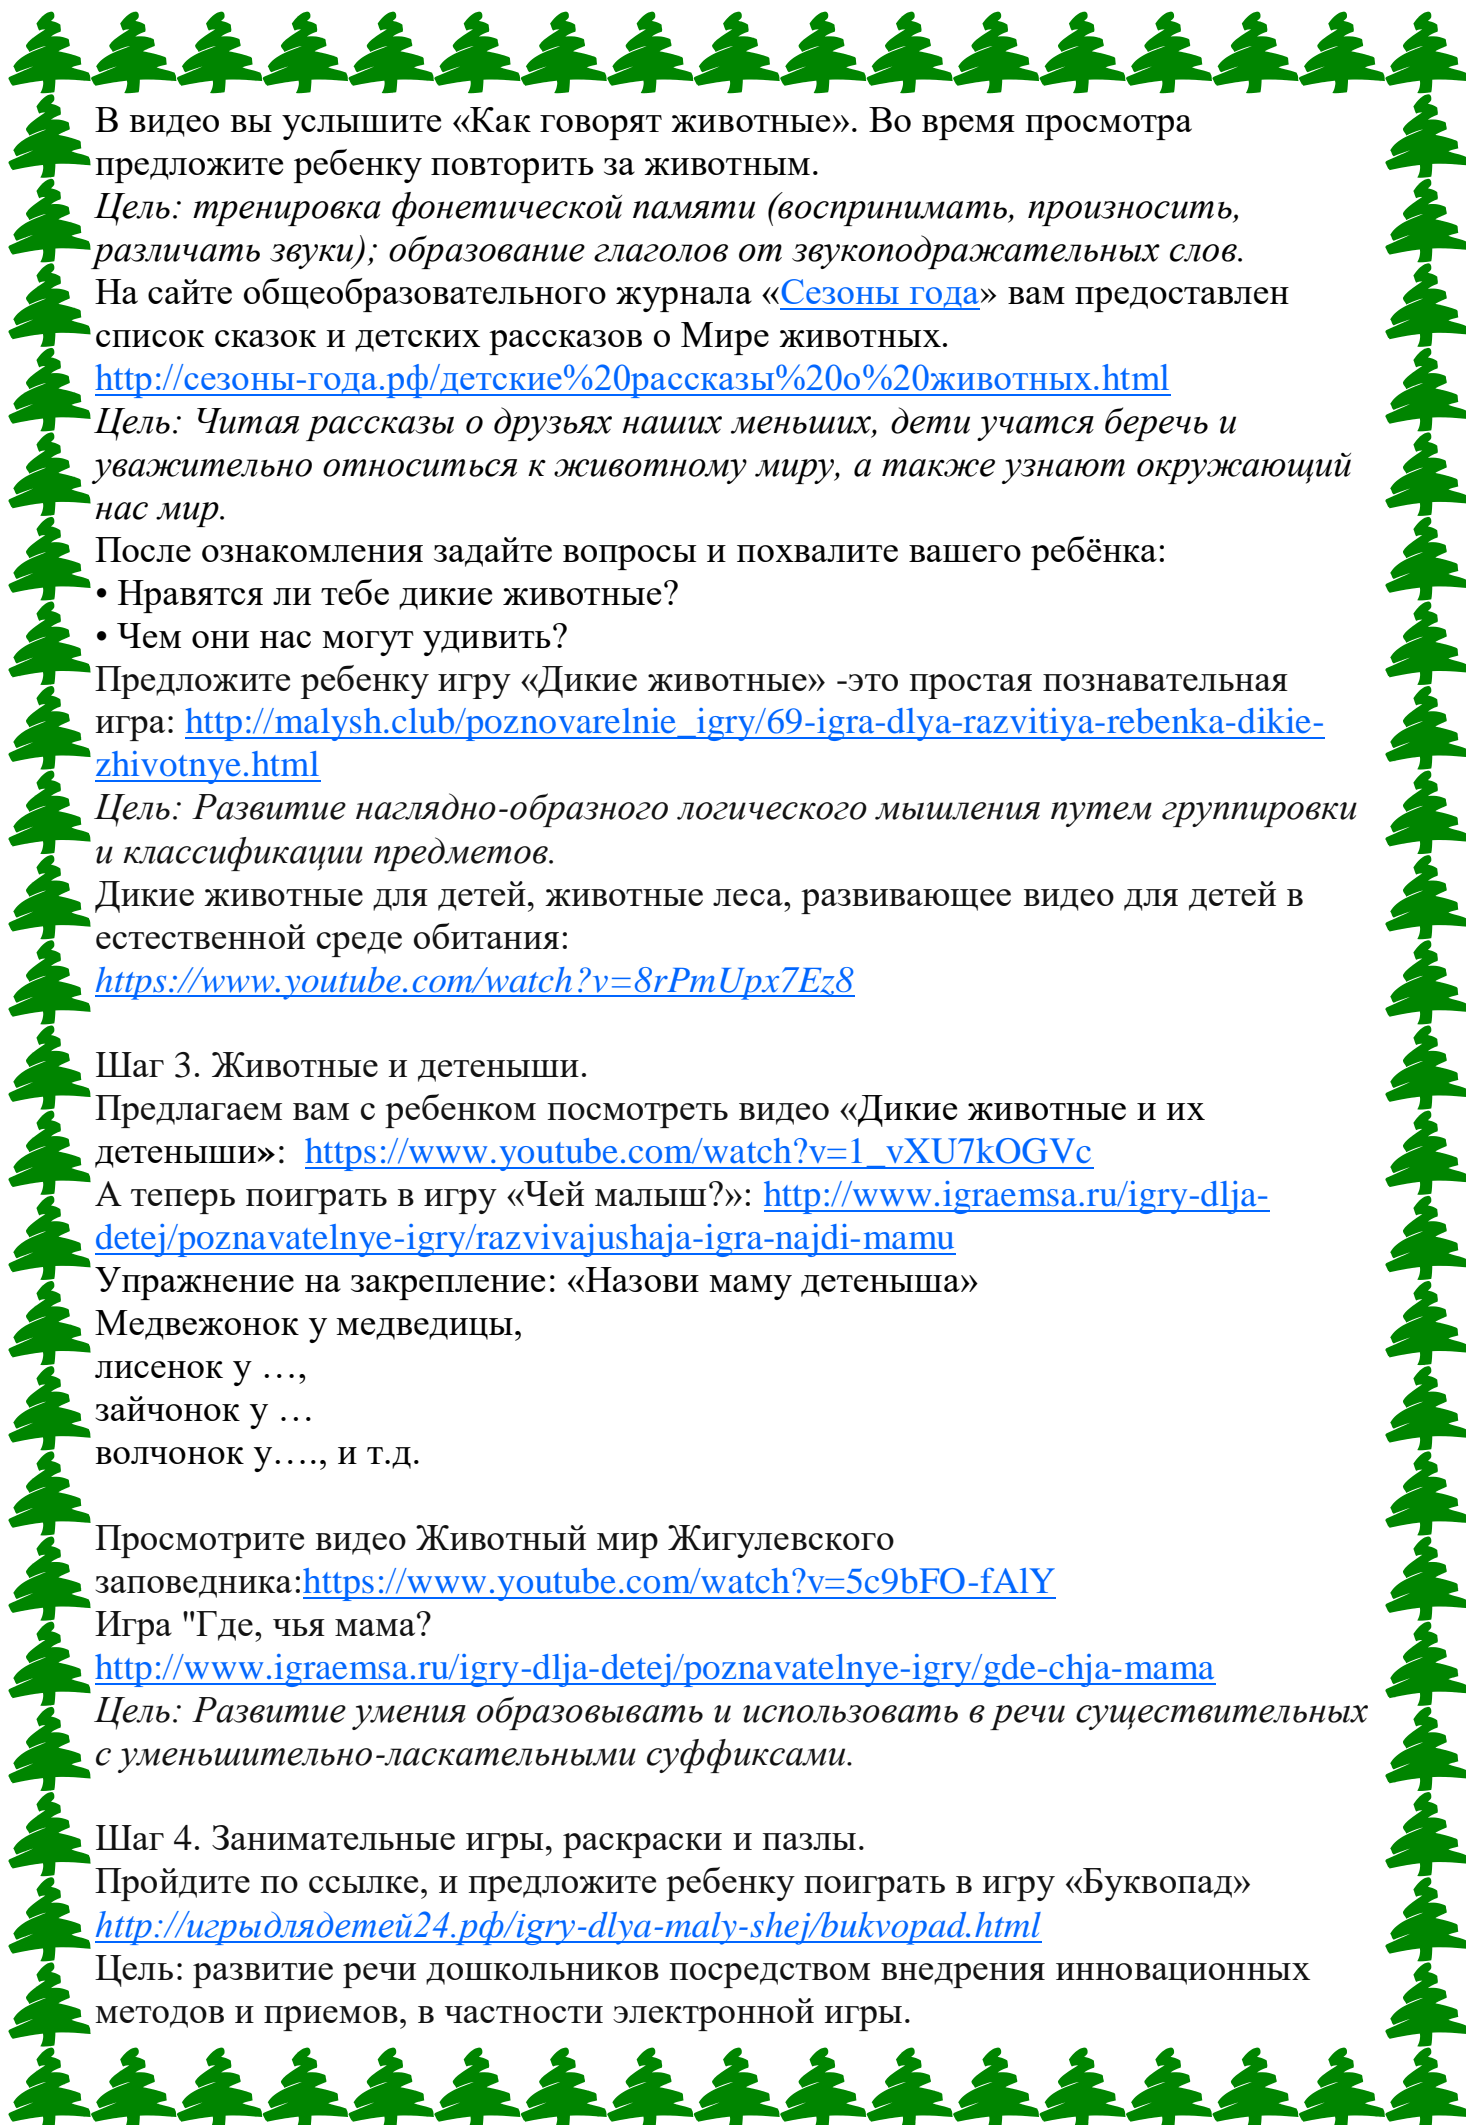 В видео вы услышите «Как говорят животные». Во время просмотра
предложите ребенку повторить за животным.
Цель: тренировка фонетической памяти (воспринимать, произносить,
различать звуки); образование глаголов от звукоподражательных слов.
На сайте общеобразовательного журнала «Сезоны года» вам предоставлен
список сказок и детских рассказов о Мире животных.
http://сезоны-года.рф/детские%20рассказы%20о%20животных.html
Цель: Читая рассказы о друзьях наших меньших, дети учатся беречь и
уважительно относиться к животному миру, а также узнают окружающий
нас мир.
После ознакомления задайте вопросы и похвалите вашего ребёнка:
• Нравятся ли тебе дикие животные?
• Чем они нас могут удивить?
Предложите ребенку игру «Дикие животные» -это простая познавательная
игра: http://malysh.club/poznovarelnie_igry/69-igra-dlya-razvitiya-rebenka-dikie-
zhivotnye.html
Цель: Развитие наглядно-образного логического мышления путем группировки
и классификации предметов.
Дикие животные для детей, животные леса, развивающее видео для детей в
естественной среде обитания:
https://www.youtube.com/watch?v=8rPmUpx7Ez8
Шаг 3. Животные и детеныши.
Предлагаем вам с ребенком посмотреть видео «Дикие животные и их
детеныши»: https://www.youtube.com/watch?v=1_vXU7kOGVc
А теперь поиграть в игру «Чей малыш?»: http://www.igraemsa.ru/igry-dlja-
detej/poznavatelnye-igry/razvivajushaja-igra-najdi-mamu
Упражнение на закрепление: «Назови маму детеныша»
Медвежонок у медведицы,
лисенок у …,
зайчонок у …
волчонок у…., и т.д.
Просмотрите видео Животный мир Жигулевского
заповедника:https://www.youtube.com/watch?v=5c9bFO-fAlY
Игра "Где, чья мама?
http://www.igraemsa.ru/igry-dlja-detej/poznavatelnye-igry/gde-chja-mama
Цель: Развитие умения образовывать и использовать в речи существительных
с уменьшительно-ласкательными суффиксами.
Шаг 4. Занимательные игры, раскраски и пазлы.
Пройдите по ссылке, и предложите ребенку поиграть в игру «Буквопад»
http://игрыдлядетей24.рф/igry-dlya-maly-shej/bukvopad.html
Цель: развитие речи дошкольников посредством внедрения инновационных
методов и приемов, в частности электронной игры.